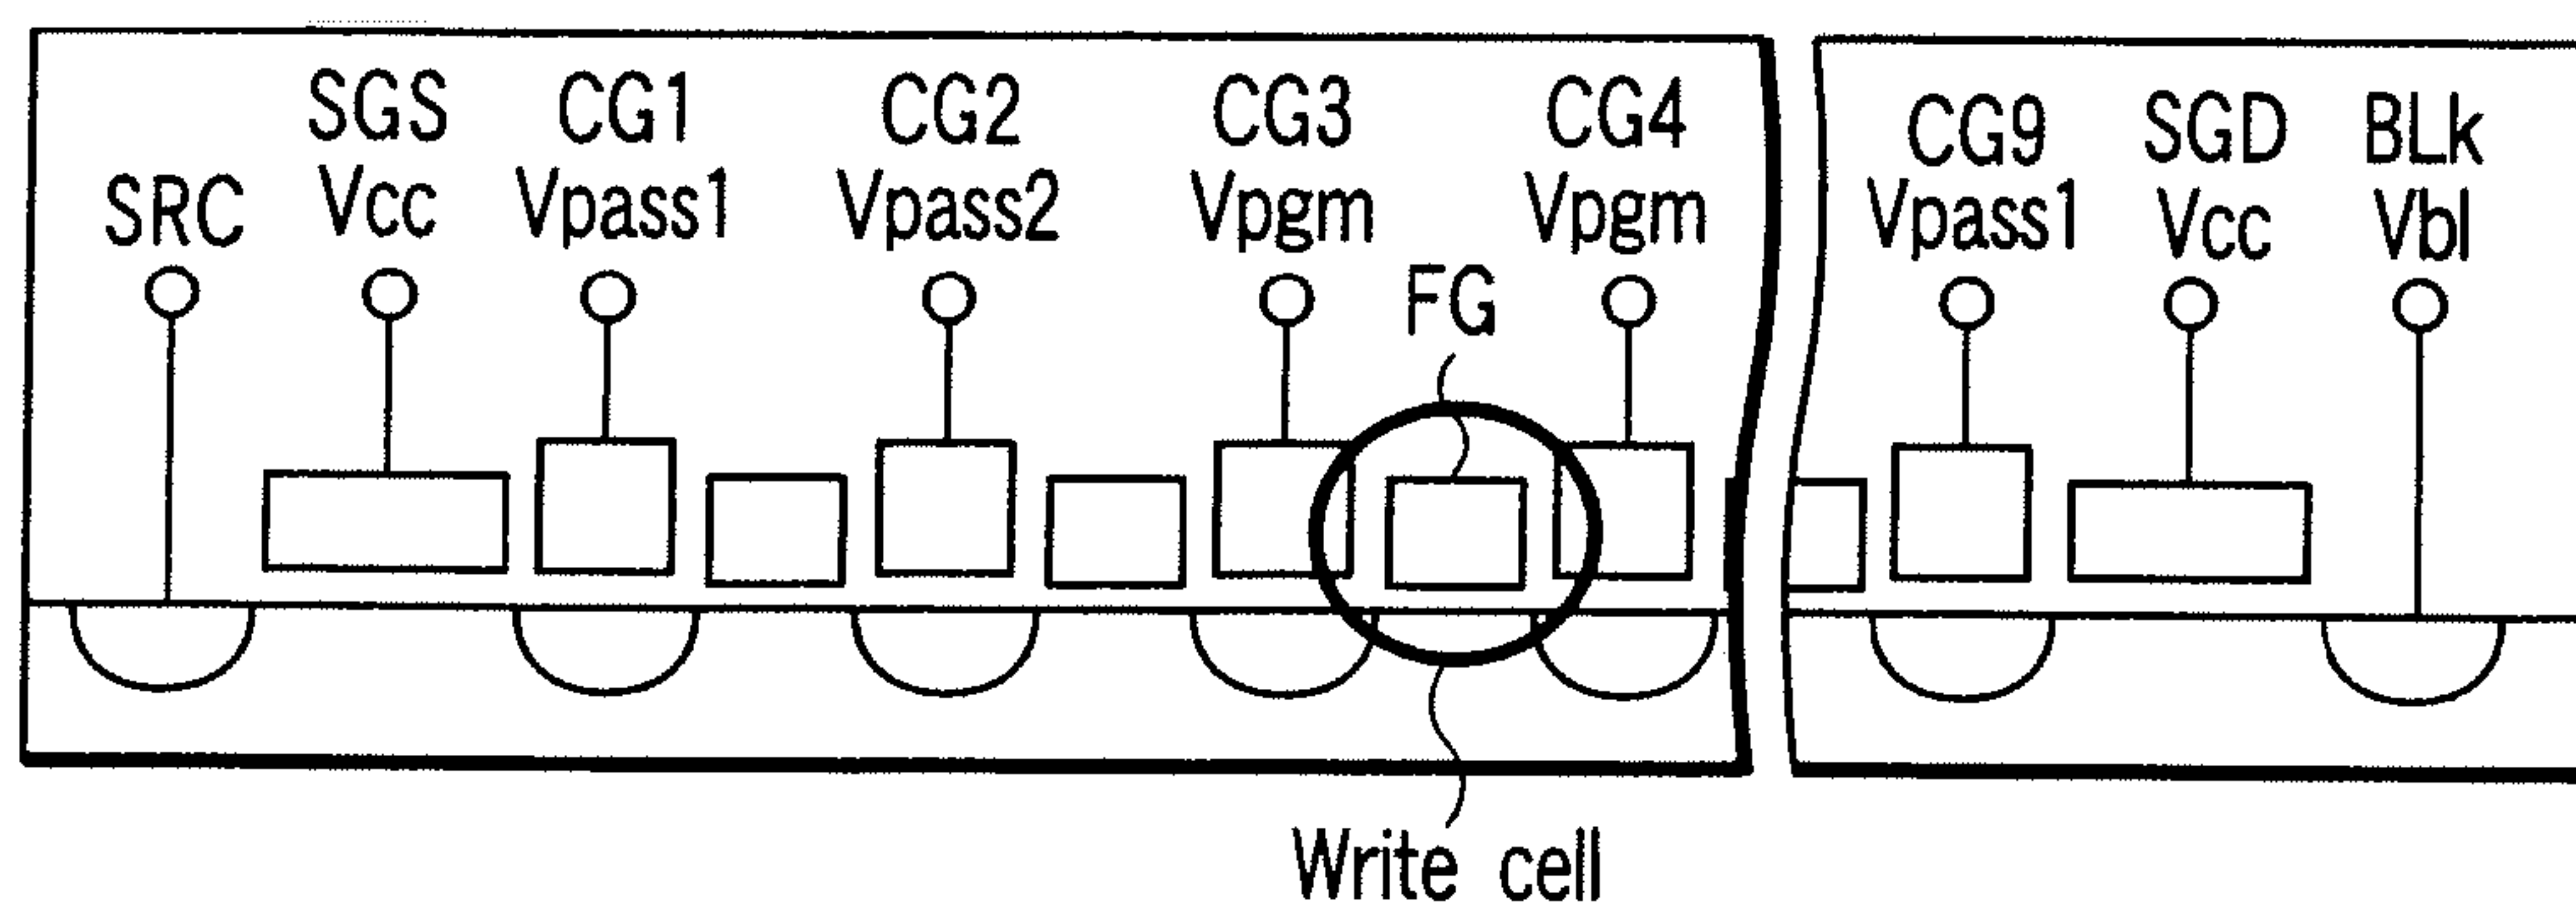 SRC
SGS
Vcc
CG1
Vpass1
CG2
Vpass2
CG3
Vpgm
FG
CG4
Vpgm
CG9
Vpass1
SGD
Vcc
BLk
Vbl
Write cell